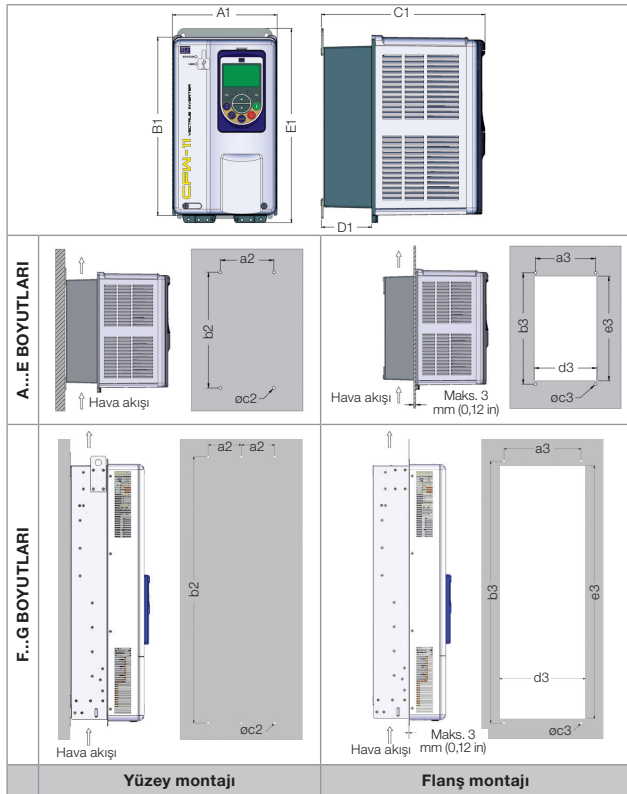 A1
C1
B1
E1
CFW-11 VECTRUE INVERTER
D1
A...E BOYUTLARI
a2
b2
øc2
Hava akışı
a3
b3
e3
d3
øc3
Hava akışı
Maks. 3
mm (0,12 in)
F...G BOYUTLARI
a2 a2
b2
øc2
Hava akışı
a3
b3
e3
d3
øc3
Hava akışı
Maks. 3
mm (0,12 in)
Yüzey montajı
Flanş montajı